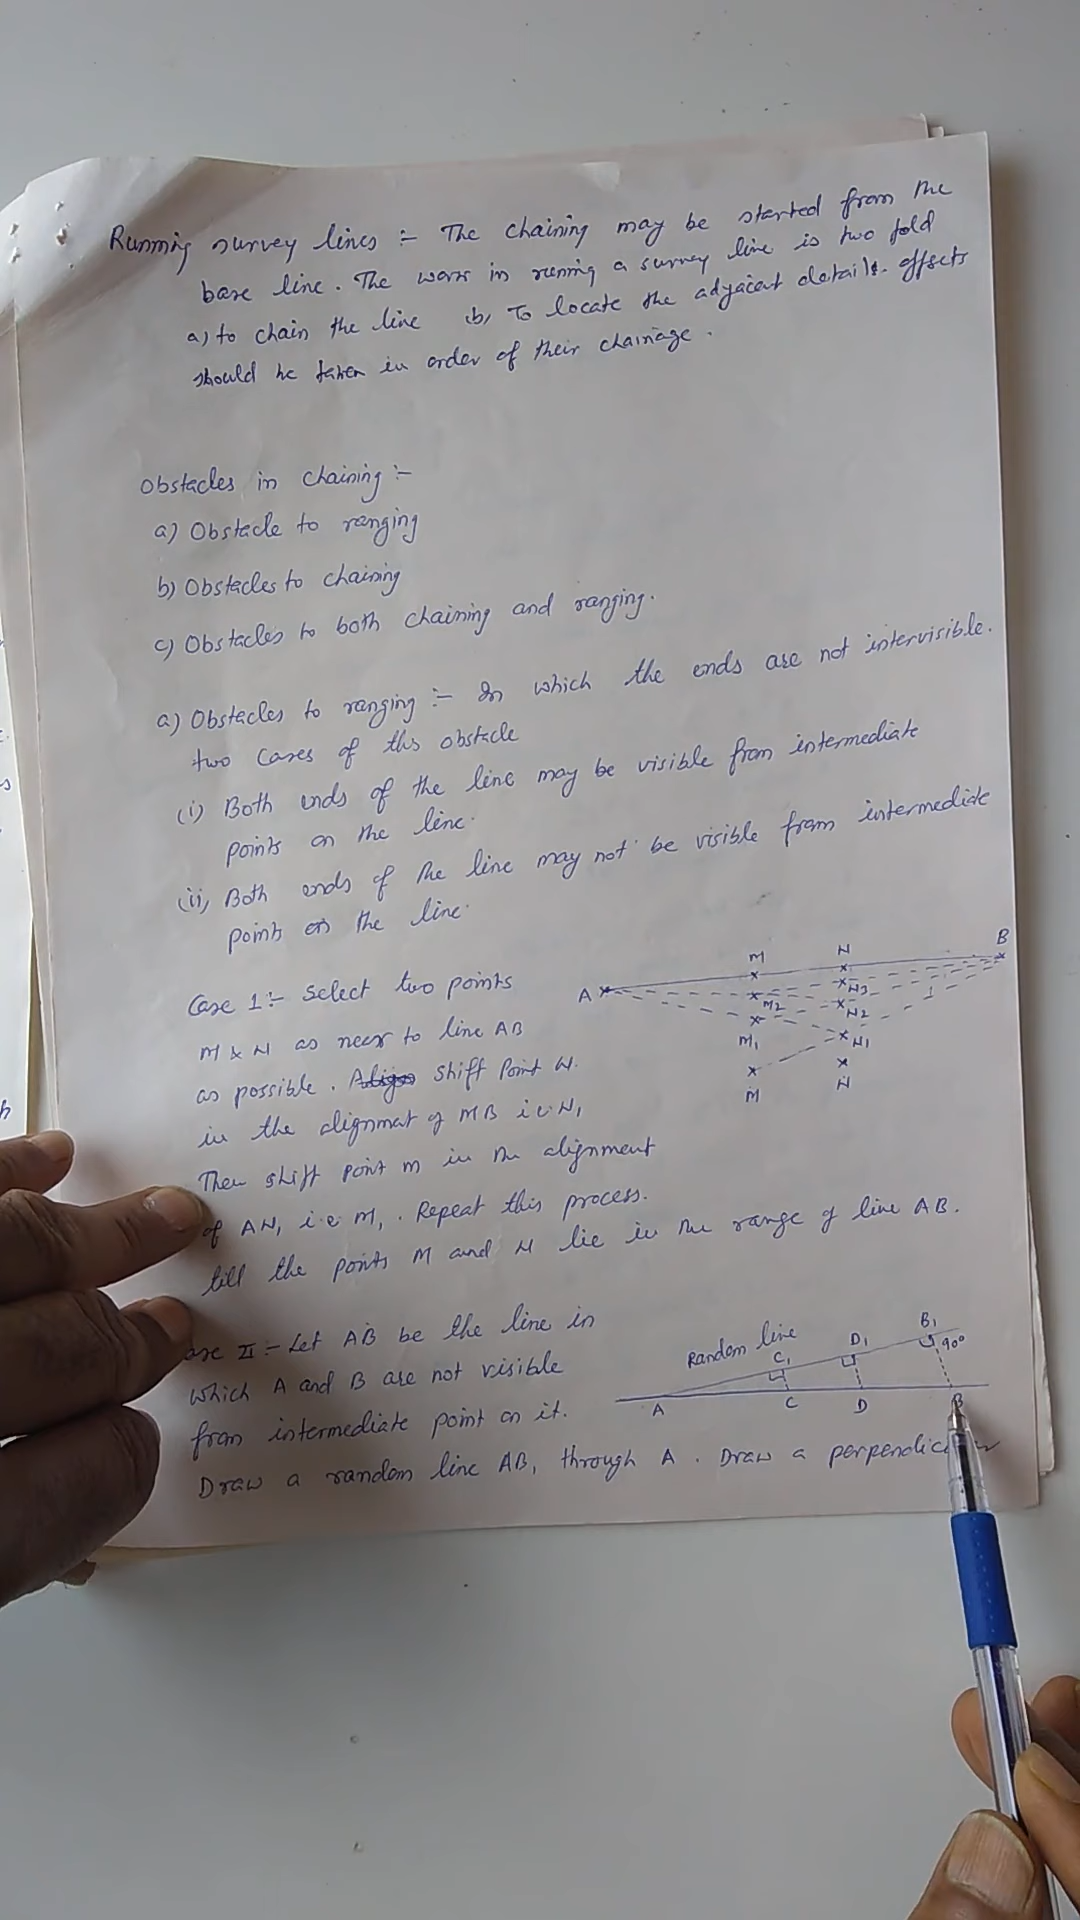 Running survey lines :- The chaining may be started from the
base line. The work in running a survey line is two fold
a) to chain the line (b) To locate the adjacent details. offsets
should be taken in order of their chainage.
Obstacles in chaining :-
a) Obstacle to ranging
b) Obstacles to chaining
c) Obstacles to both chaining and ranging.
a) Obstacles to ranging :- In which the ends are not intervisible.
two cases of this obstacle
(i) Both ends of the line may be visible from intermediate
points on the line.
(ii) Both ends of the line may not be visible from intermediate
points on the line.
Case 1:- Select two points
M & N as near to line AB
as possible. Shift Point N.
in the alignmet of MB i.e. N1
Then shift point m in the alignment
of AN1 i.e M1. Repeat this process.
till the points M and N lie in the range of line AB.
A M N B
M2 N3
N2
M1 N1
M N
Case II :- Let AB be the line in
which A and B are not visible
from intermediate point on it.
Draw a random line AB1 through A. Draw a perpendicular
Random line C1 D1 B1
90°
A C D B